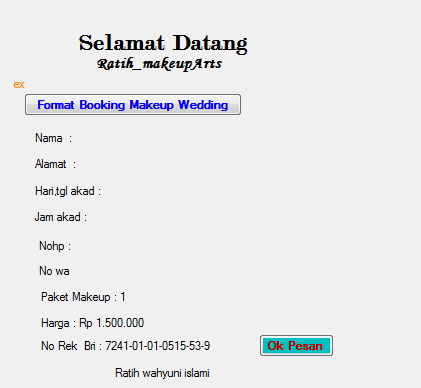 Selamat Datang
Ratih_makeupArts
ex
Format Booking Makeup Wedding
Nama :
Alamat :
Hari,tgl akad :
Jam akad :
Nohp :
No wa
Paket Makeup : 1
Harga : Rp 1.500.000
No Rek Bri : 7241-01-01-0515-53-9
Ok Pesan
Ratih wahyuni islami